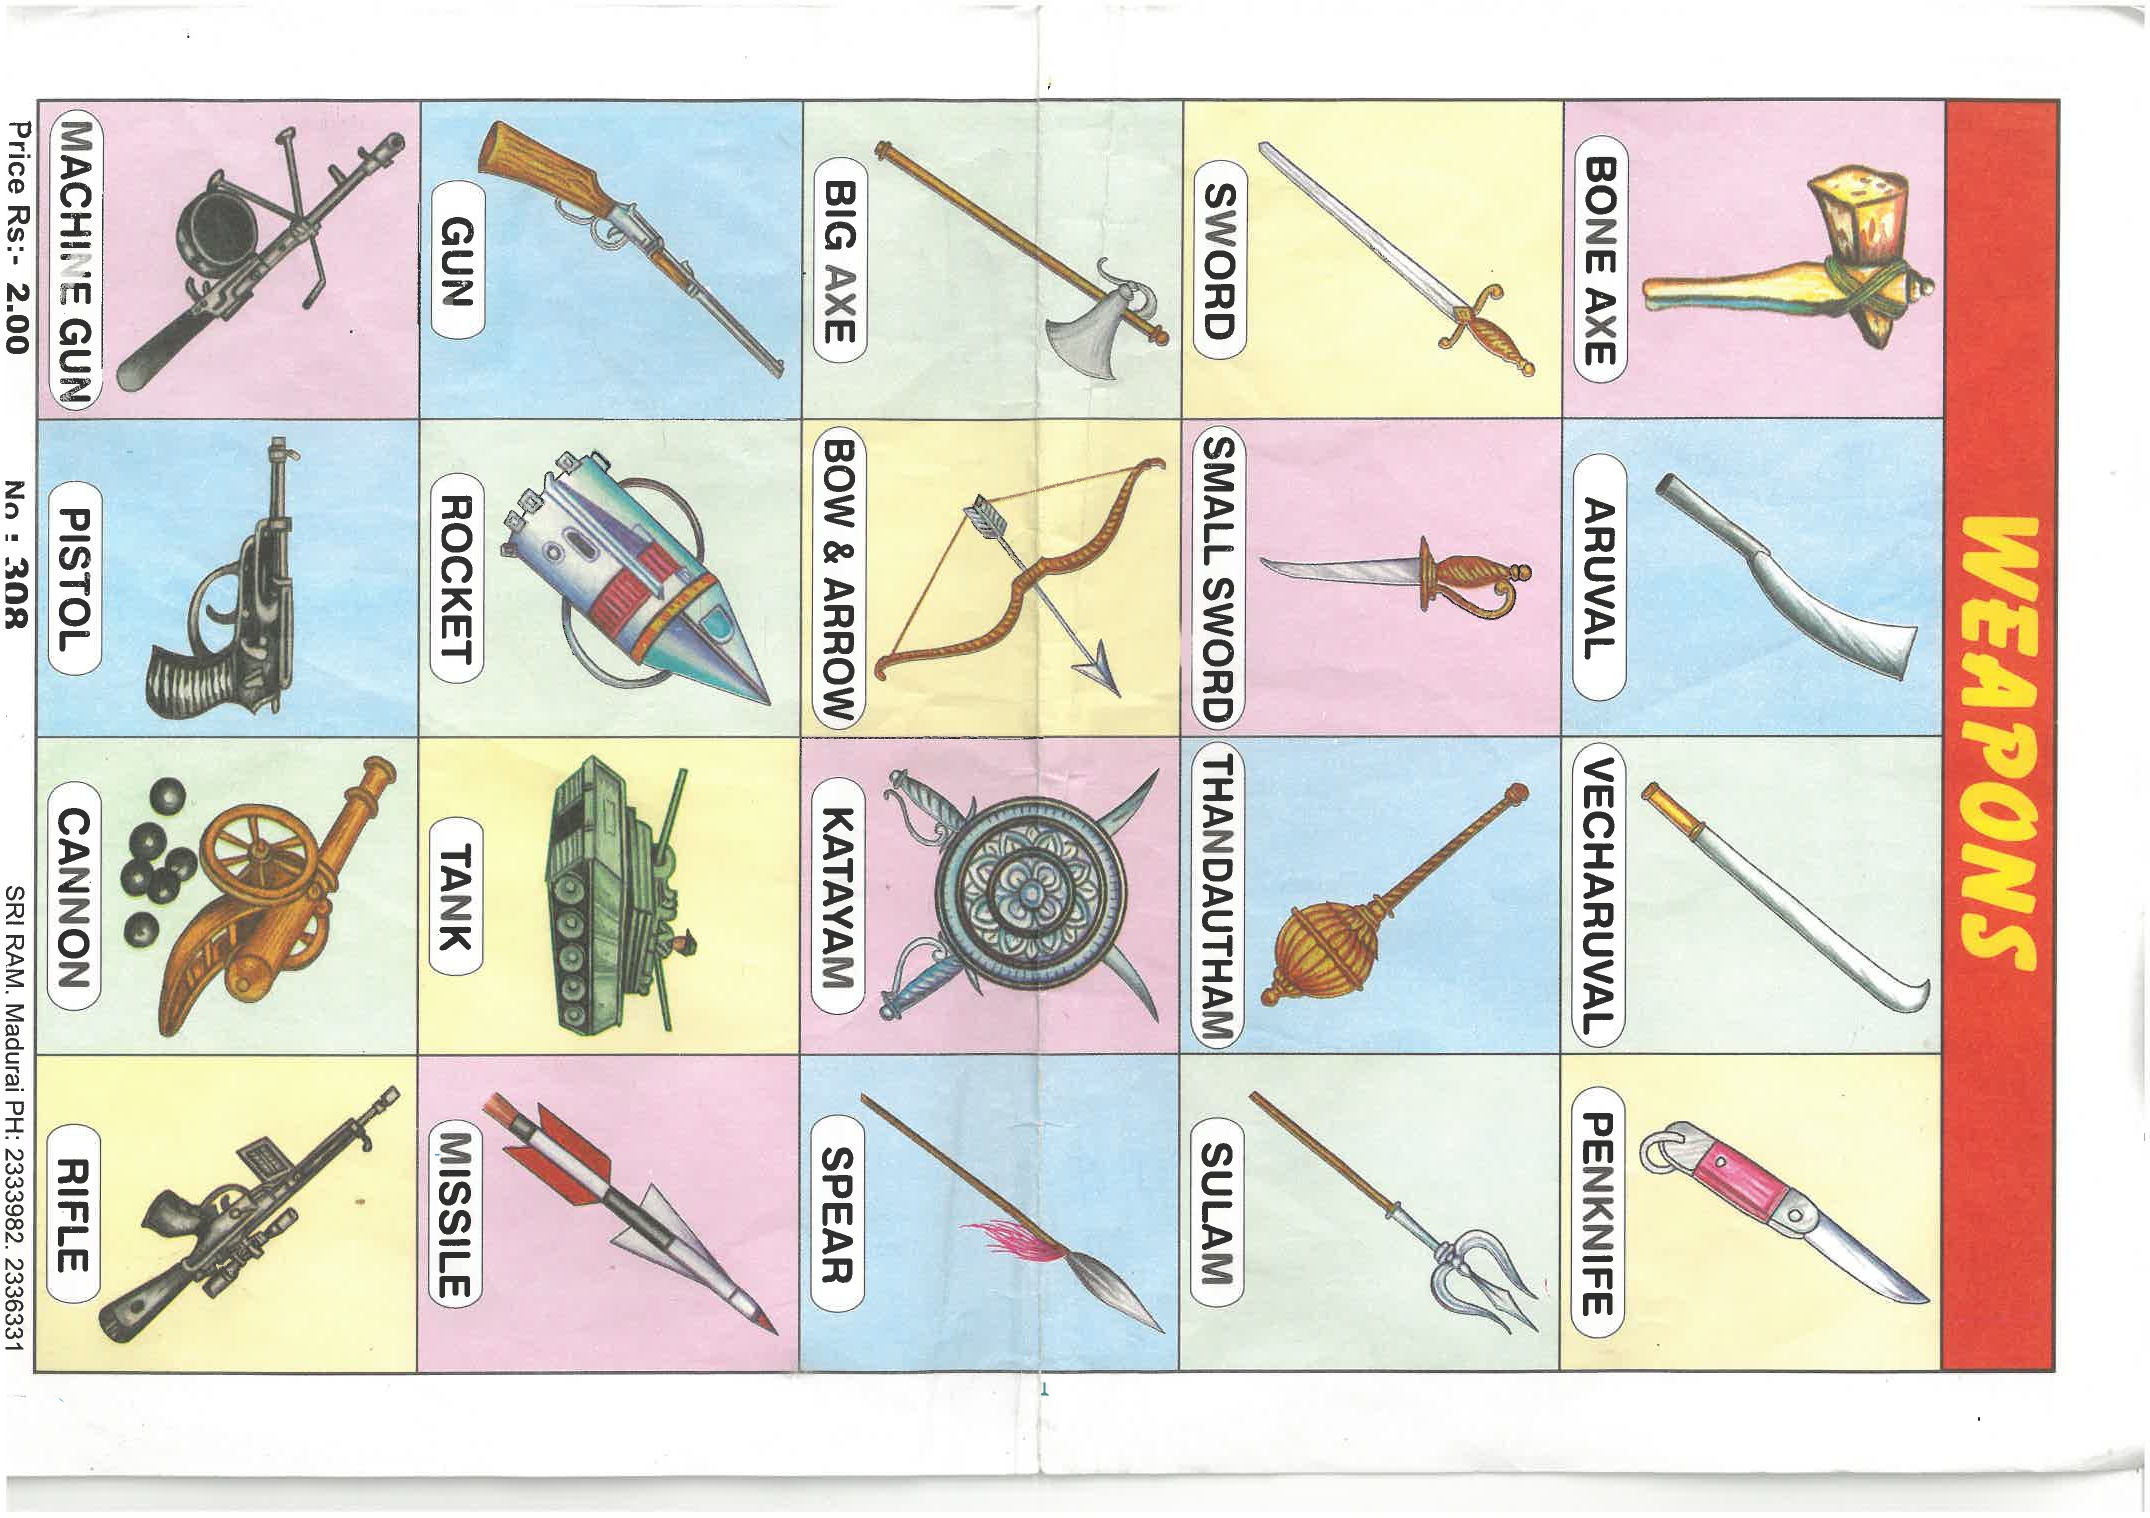 WEAPONS
BONE AXE
ARUVAL
VECHARUVAL
PENKNIFE
SWORD
SMALL SWORD
THANDAUTHAM
SULAM
BIG AXE
BOW & ARROW
KATAYAM
SPEAR
GUN
ROCKET
TANK
MISSILE
MACHINE GUN
PISTOL
CANNON
RIFLE
Price Rs:- 2.00 No : 308 SRI RAM. Madurai PH: 2333982. 2336331